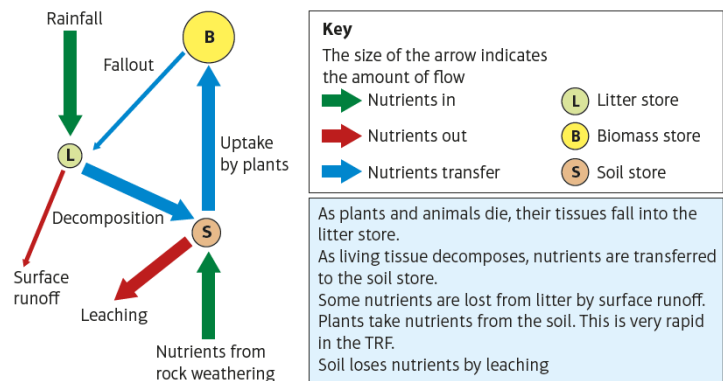 Rainfall
B
Fallout
Uptake
by plants
L
Decomposition
S
Surface
runoff
Leaching
Nutrients from
rock weathering
Key
The size of the arrow indicates
the amount of flow
Nutrients in
L Litter store
Nutrients out
B Biomass store
Nutrients transfer
S Soil store
As plants and animals die, their tissues fall into the
litter store.
As living tissue decomposes, nutrients are transferred
to the soil store.
Some nutrients are lost from litter by surface runoff.
Plants take nutrients from the soil. This is very rapid
in the TRF.
Soil loses nutrients by leaching